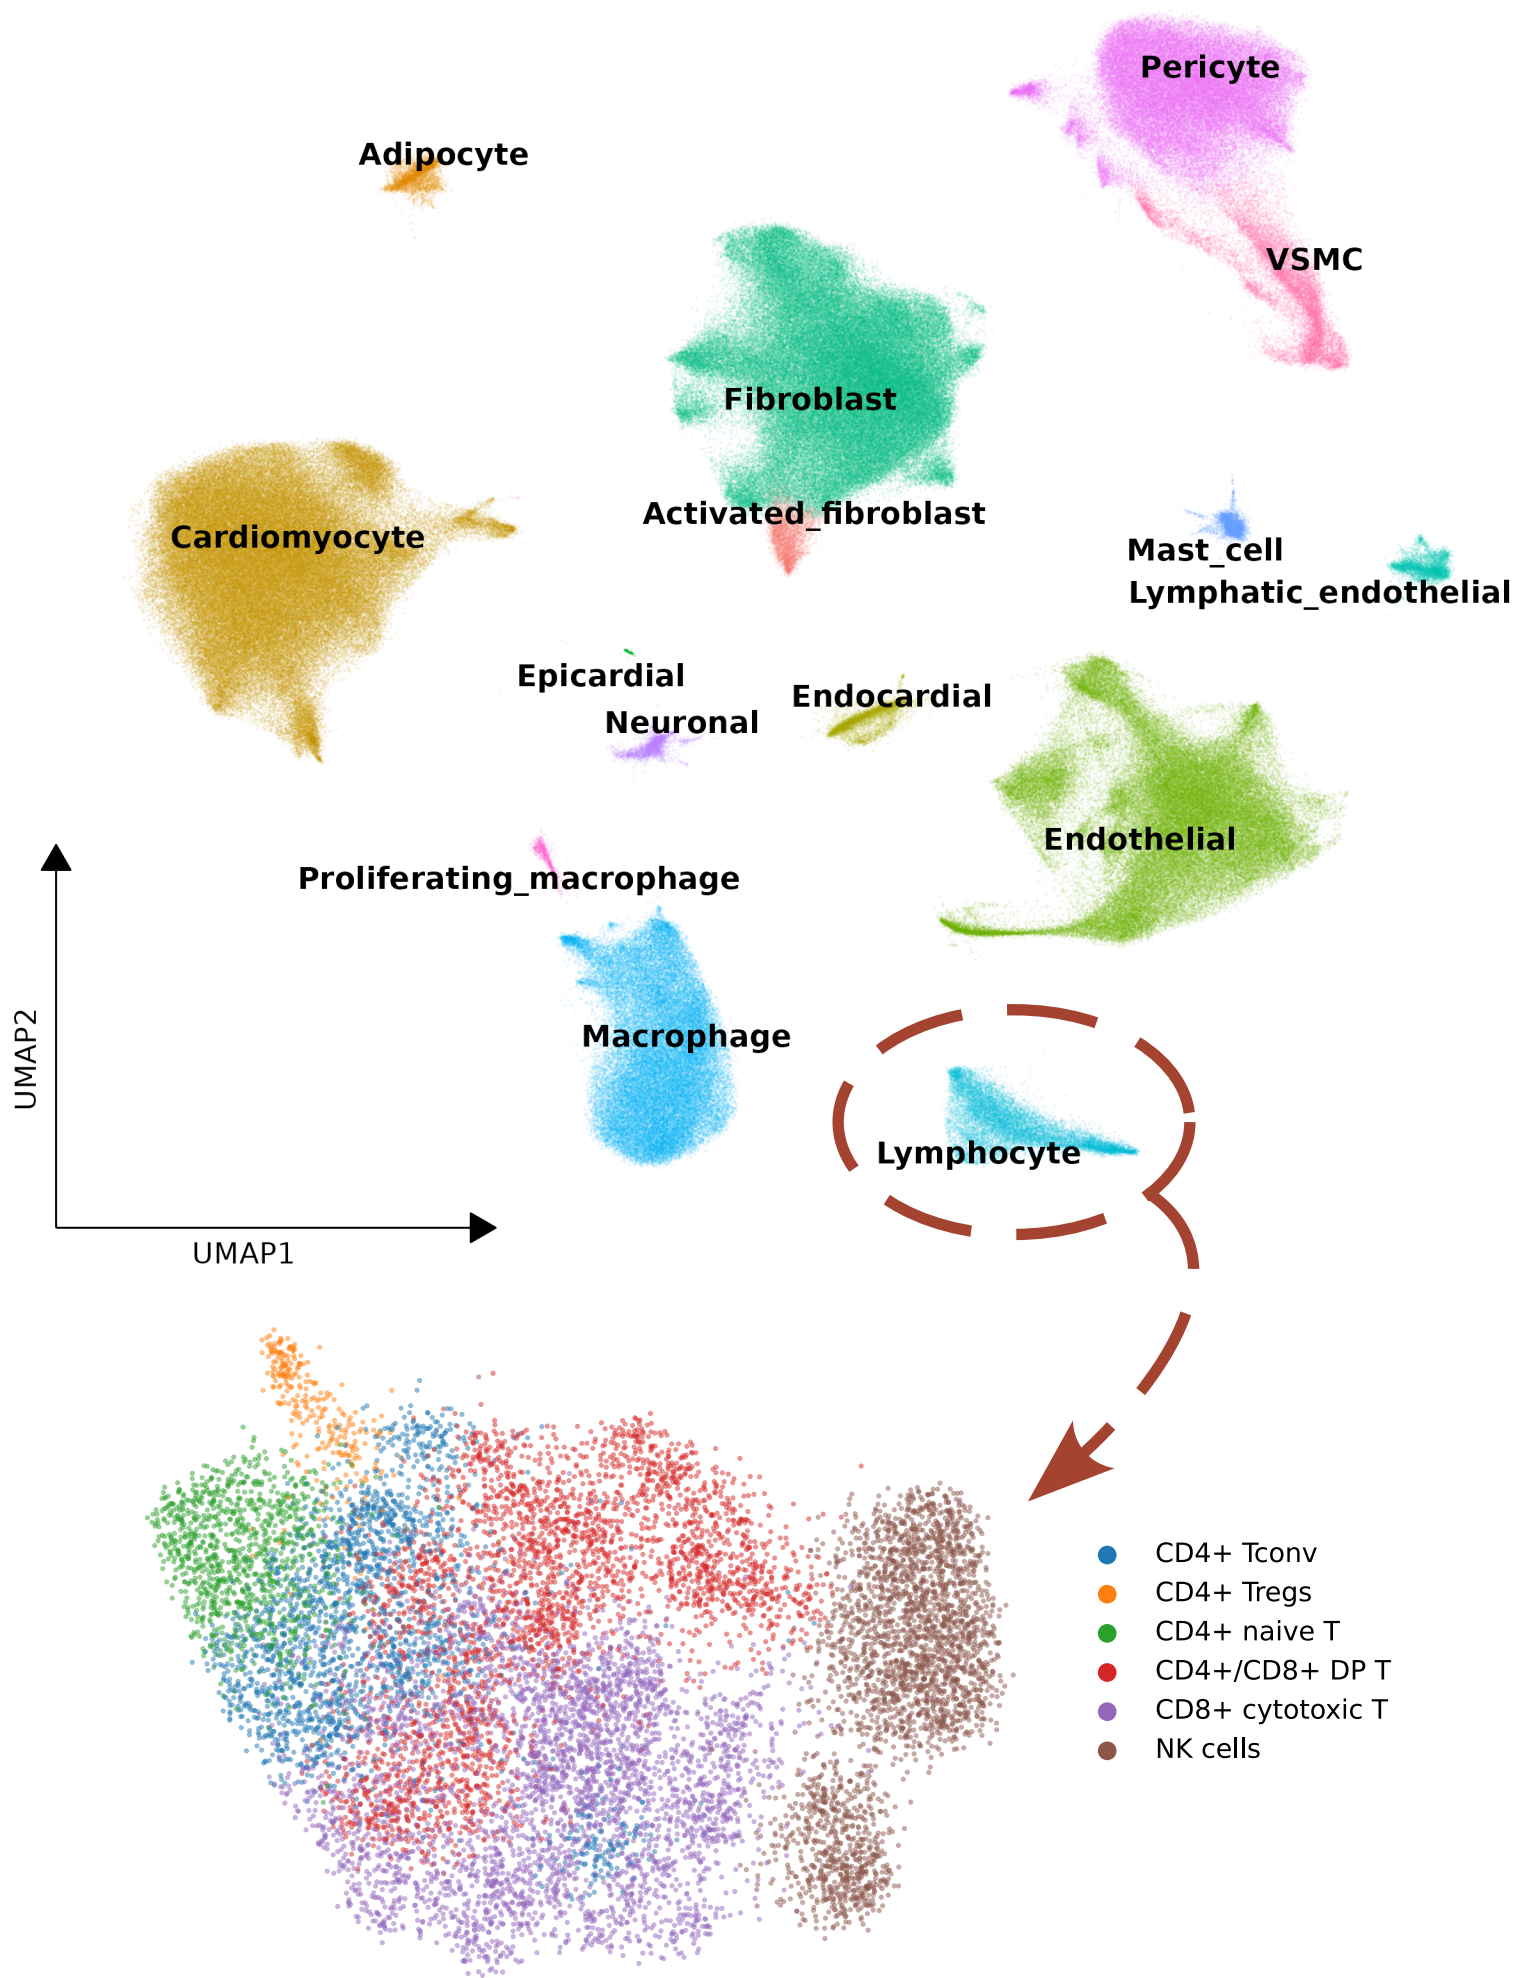 Pericyte
Adipocyte
VSMC
Fibroblast
Activated_fibroblast
Cardiomyocyte
Mast_cell
Lymphatic_endothelial
Epicardial
Endocardial
Neuronal
Endothelial
Proliferating_macrophage
Macrophage
Lymphocyte
UMAP2
UMAP1
CD4+ Tconv
CD4+ Tregs
CD4+ naive T
CD4+/CD8+ DP T
CD8+ cytotoxic T
NK cells